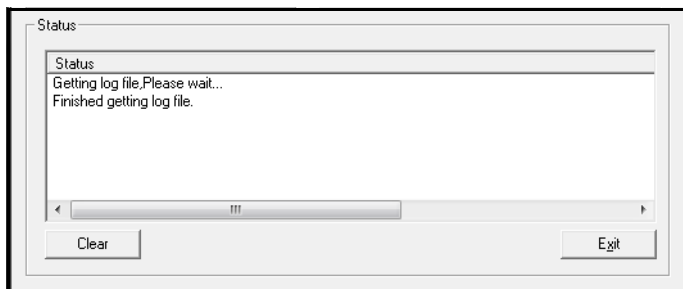 Status
Status
Getting log file,Please wait...
Finished getting log file.
Clear
Exit